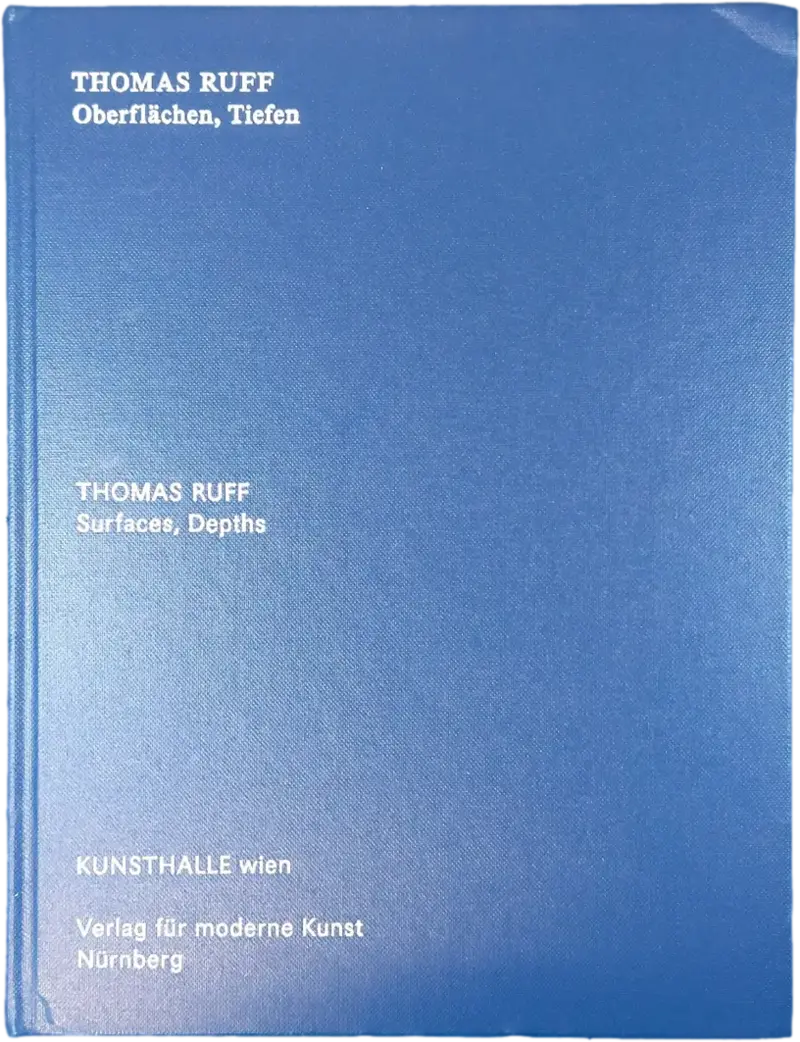 THOMAS RUFF
Oberflächen, Tiefen
THOMAS RUFF
Surfaces, Depths
KUNSTHALLE wien
Verlag für moderne Kunst
Nürnberg